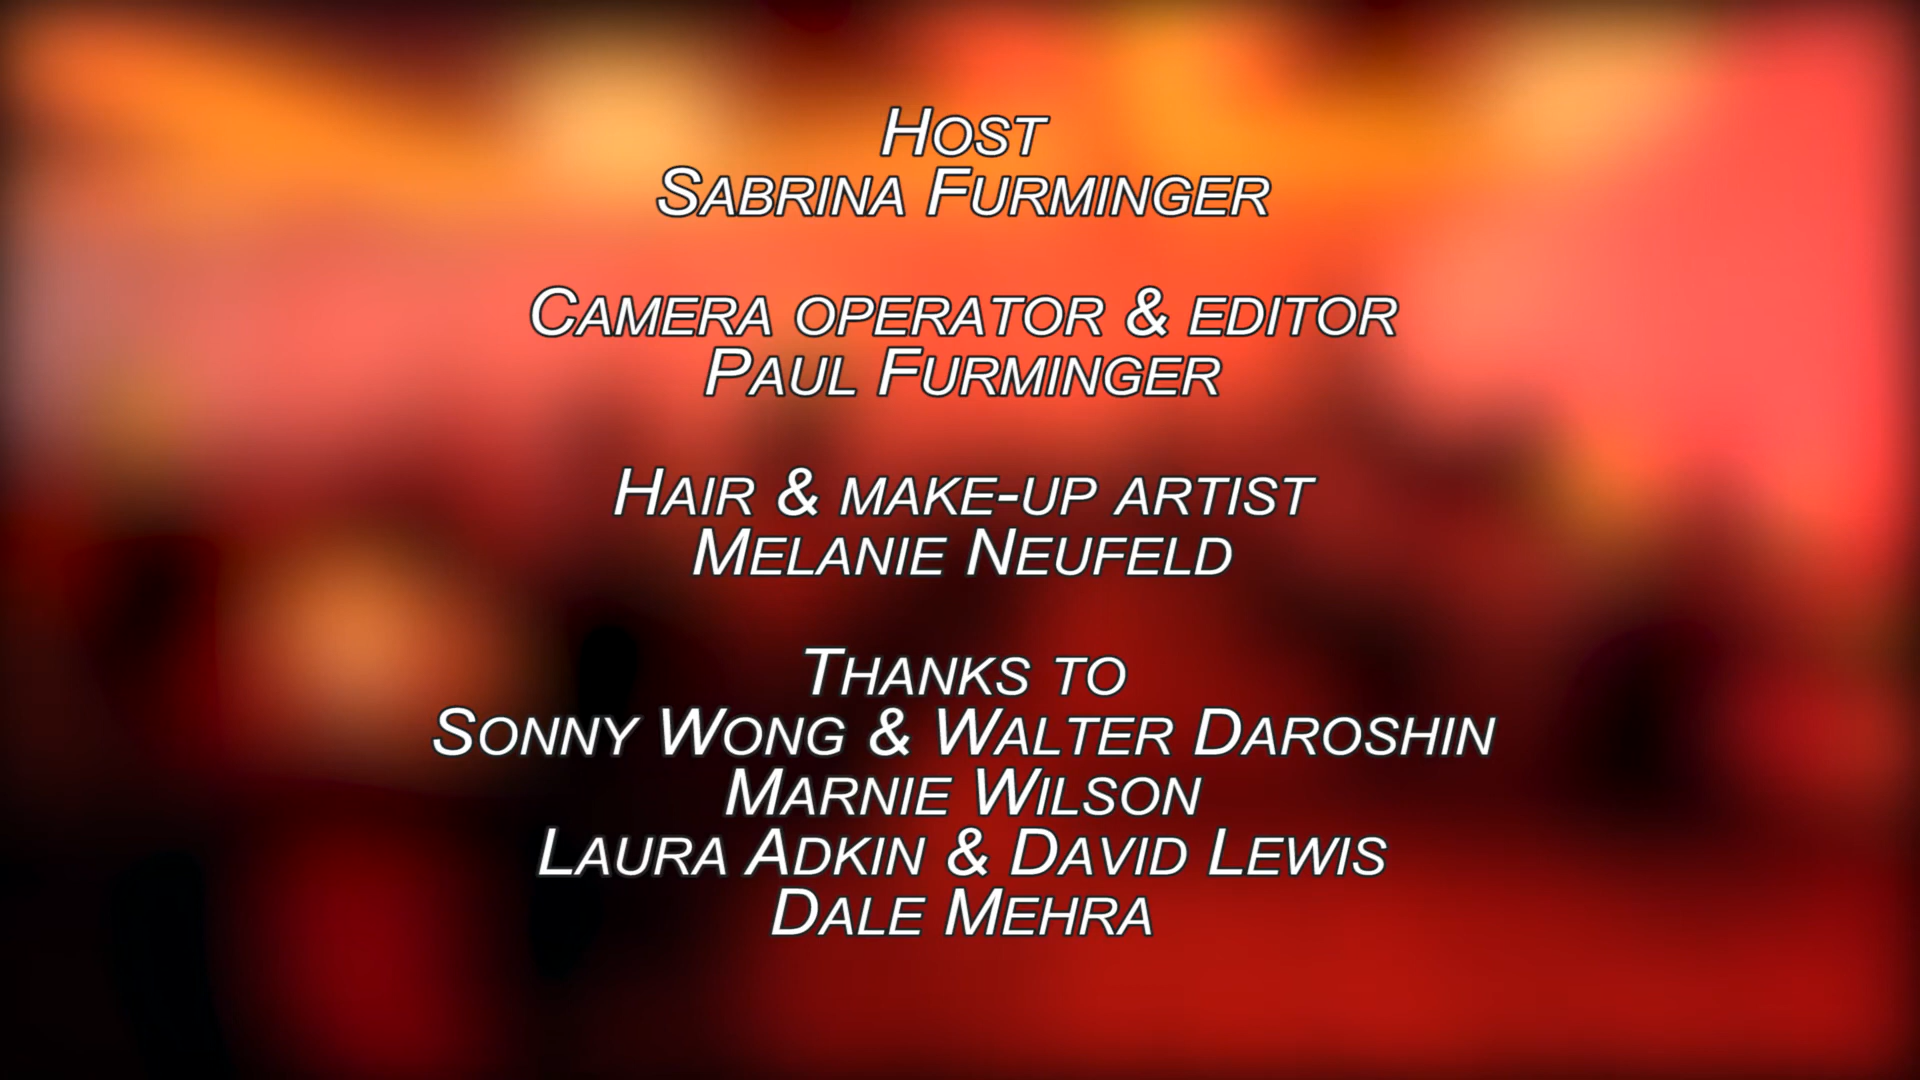 Host
Sabrina Furminger
Camera operator & editor
Paul Furminger
Hair & make-up artist
Melanie Neufeld
Thanks to
Sonny Wong & Walter Daroshin
Marnie Wilson
Laura Adkin & David Lewis
Dale Mehra